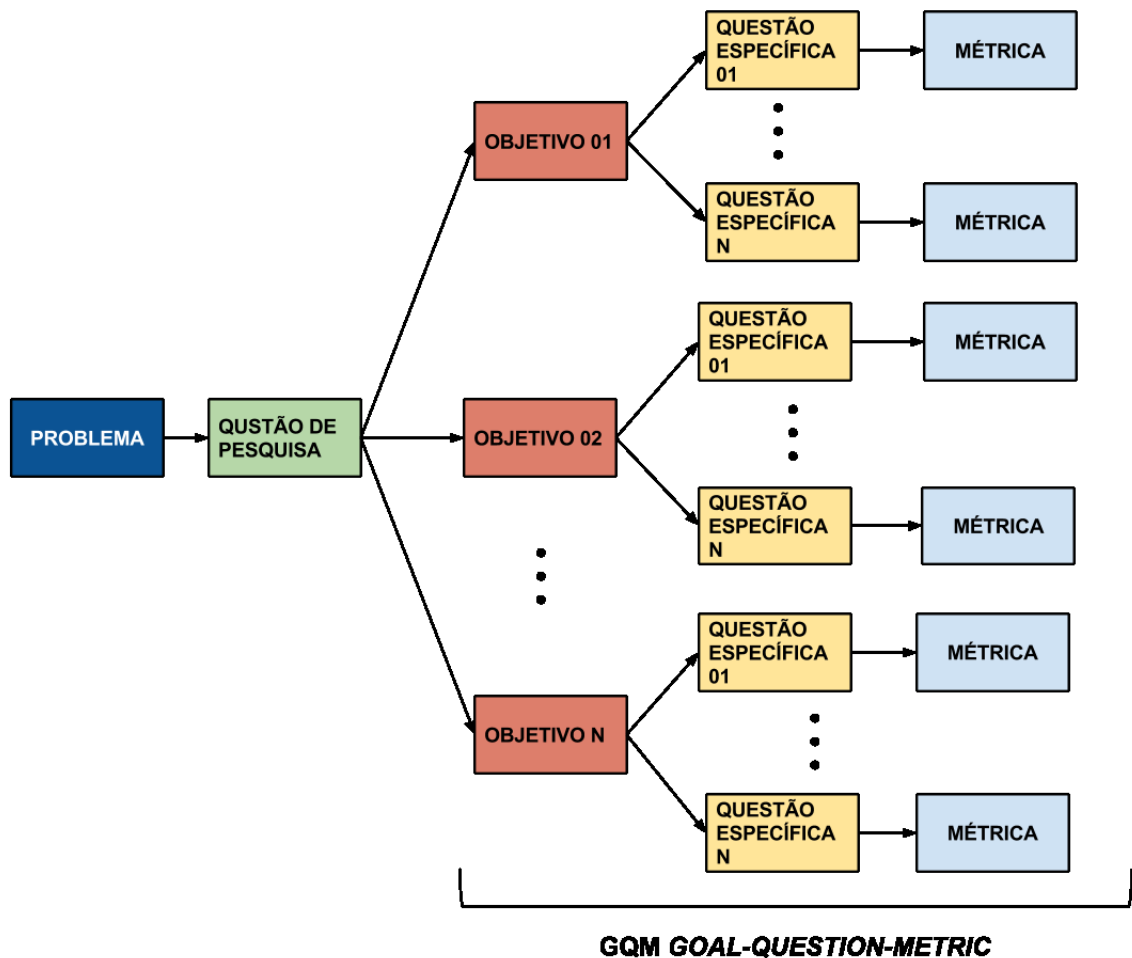 QUESTÃO
ESPECÍFICA
01
MÉTRICA
OBJETIVO 01
QUESTÃO
ESPECÍFICA
N
MÉTRICA
QUESTÃO
ESPECÍFICA
01
MÉTRICA
PROBLEMA
QUSTÃO DE
PESQUISA
OBJETIVO 02
QUESTÃO
ESPECÍFICA
N
MÉTRICA
QUESTÃO
ESPECÍFICA
01
MÉTRICA
OBJETIVO N
QUESTÃO
ESPECÍFICA
N
MÉTRICA
GQM GOAL-QUESTION-METRIC